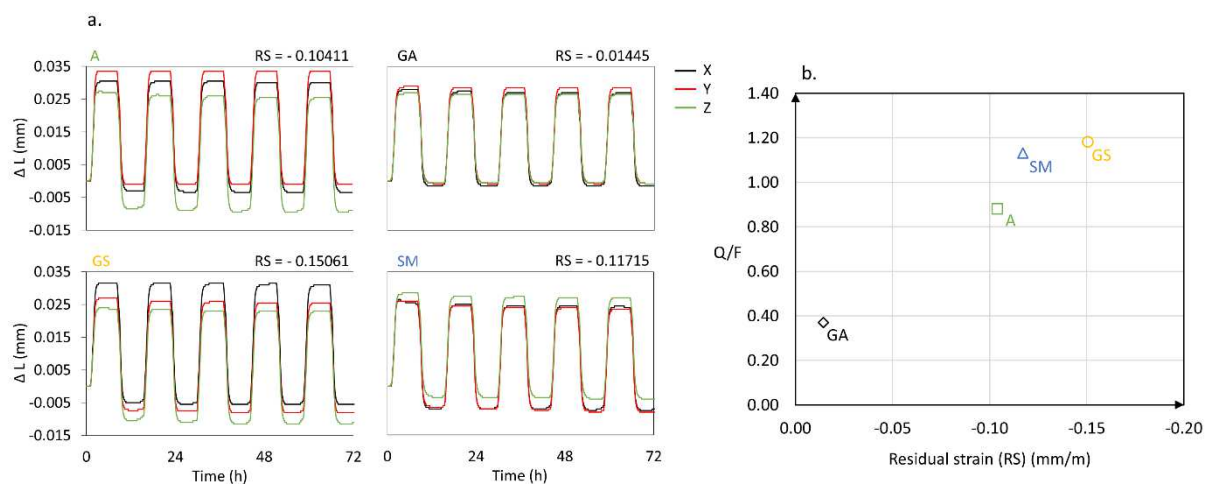 a.
A RS = - 0.10411
GA RS = - 0.01445
0.035
0.025
0.015
0.005
-0.005
-0.015
Δ L (mm)
X
Y
Z
GS RS = - 0.15061
SM RS = - 0.11715
0.035
0.025
0.015
0.005
-0.005
-0.015
Δ L (mm)
0 24 48 72
Time (h)
0 24 48 72
Time (h)
b.
1.40
1.20
1.00
0.80
0.60
0.40
0.20
0.00
Q/F
GS
SM
A
GA
0.00 -0.05 -0.10 -0.15 -0.20
Residual strain (RS) (mm/m)